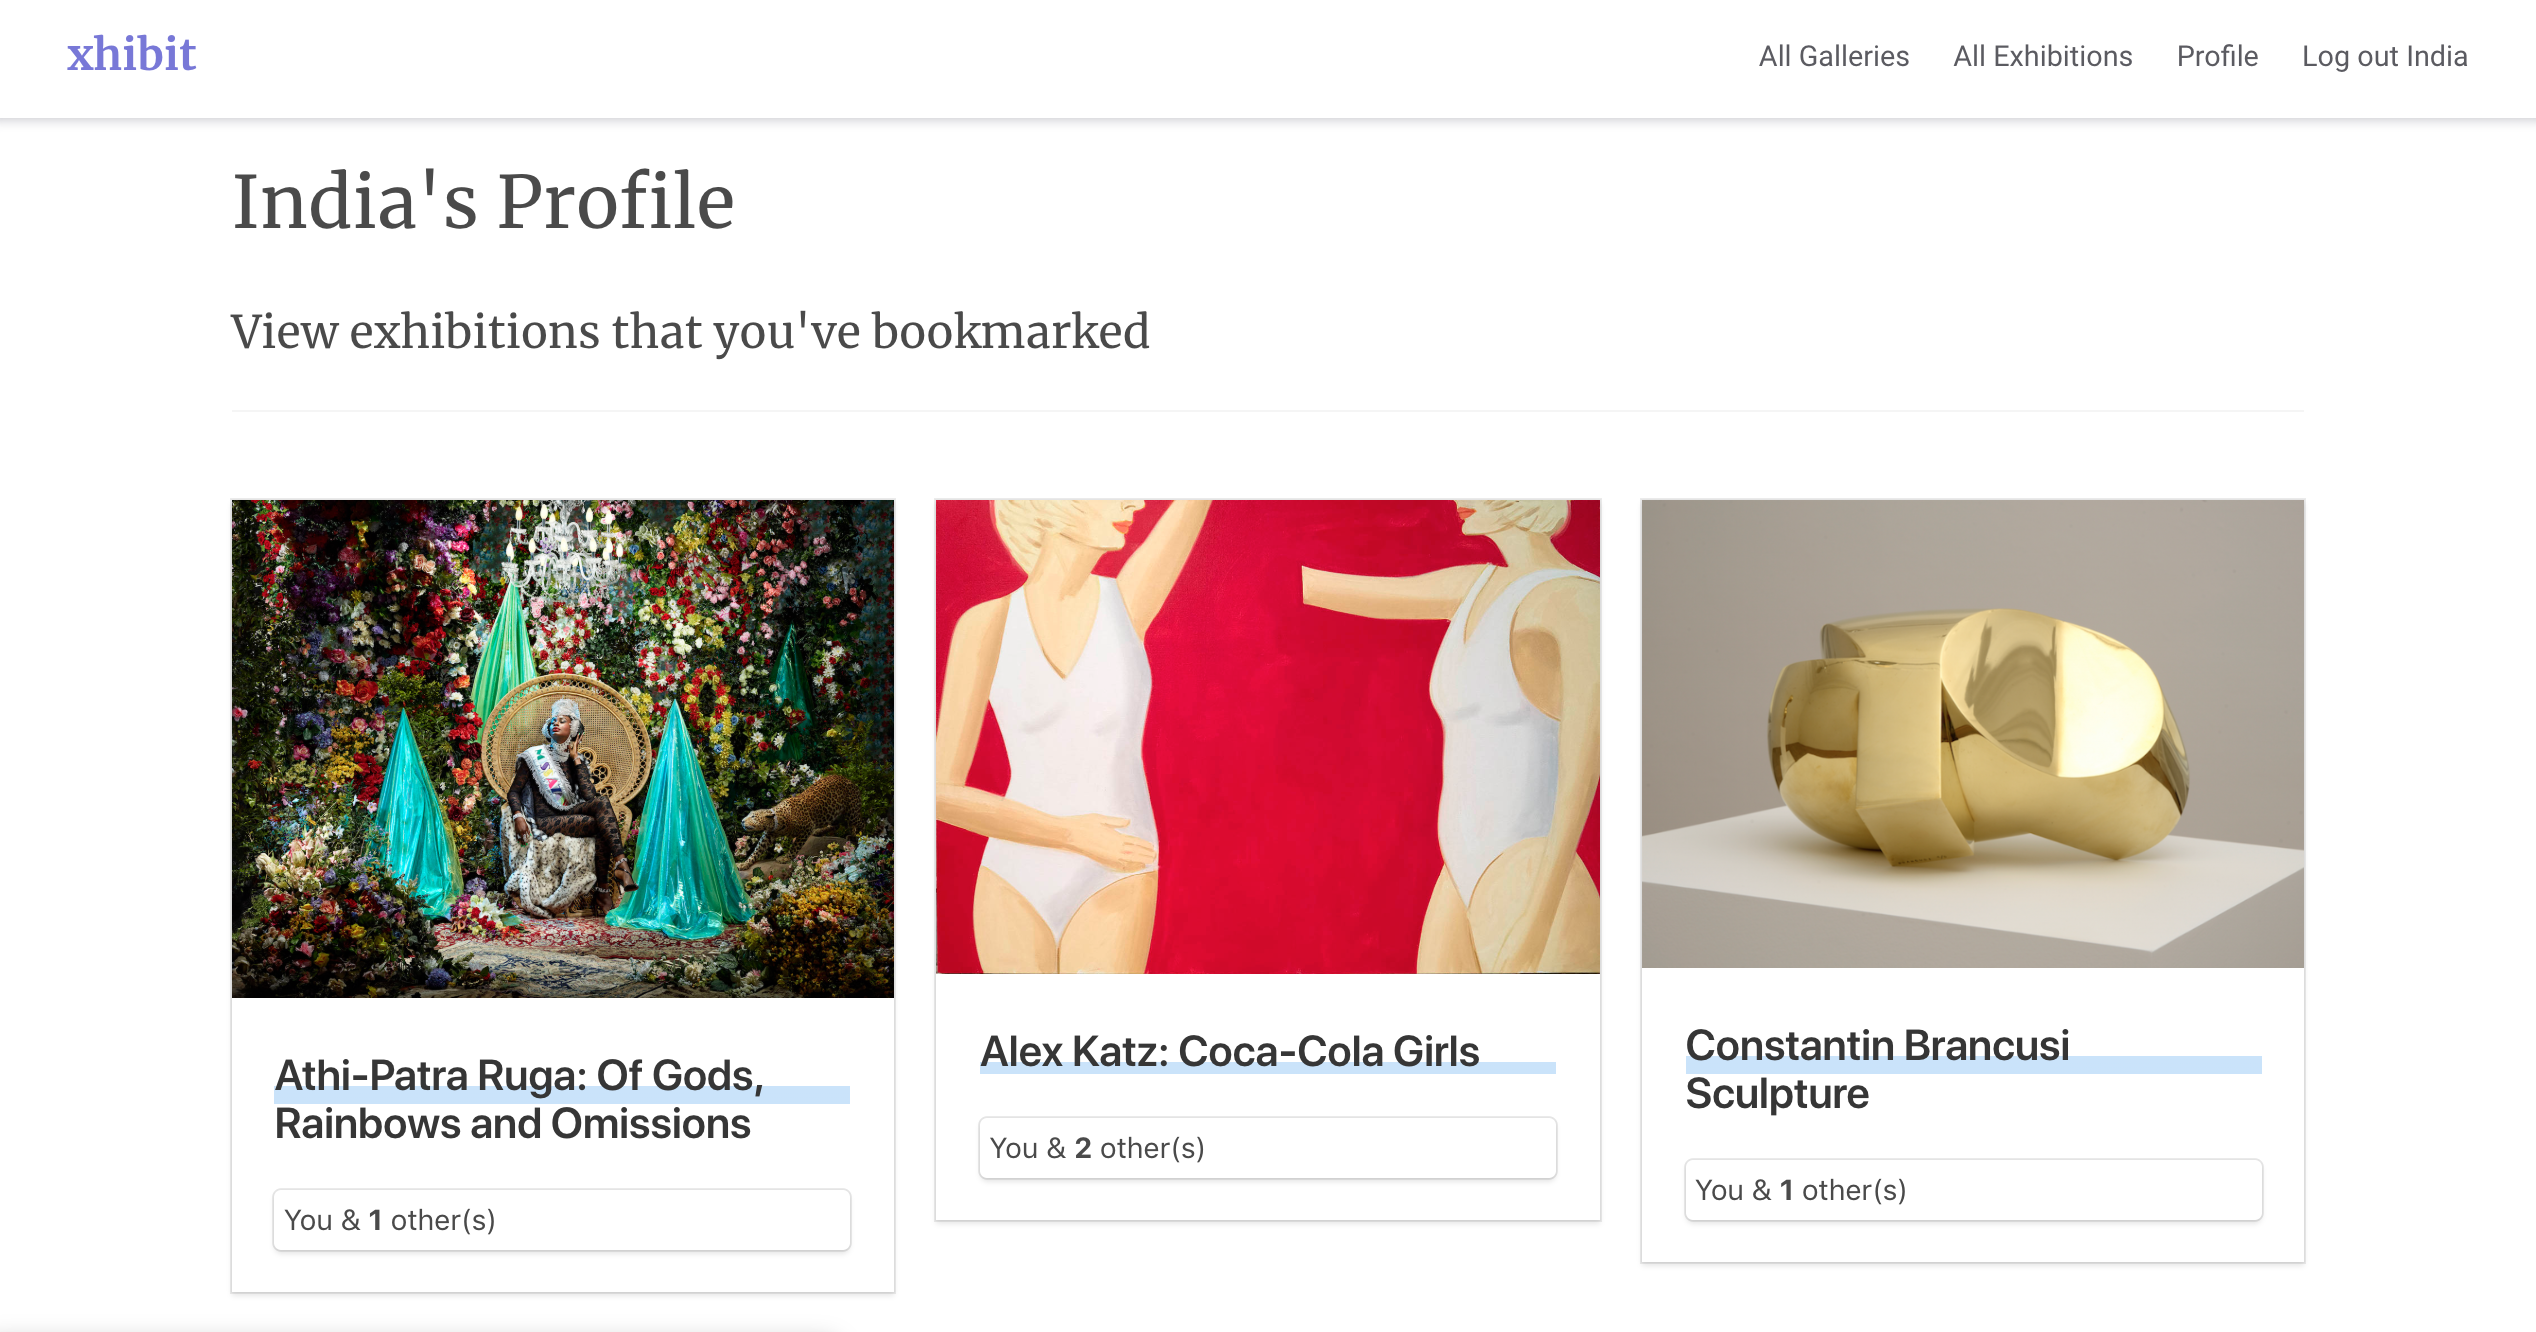 xhibit
All Galleries All Exhibitions Profile Log out India
India's Profile
View exhibitions that you've bookmarked
Athi-Patra Ruga: Of Gods,
Rainbows and Omissions
You & 1 other(s)
Alex Katz: Coca-Cola Girls
You & 2 other(s)
Constantin Brancusi
Sculpture
You & 1 other(s)